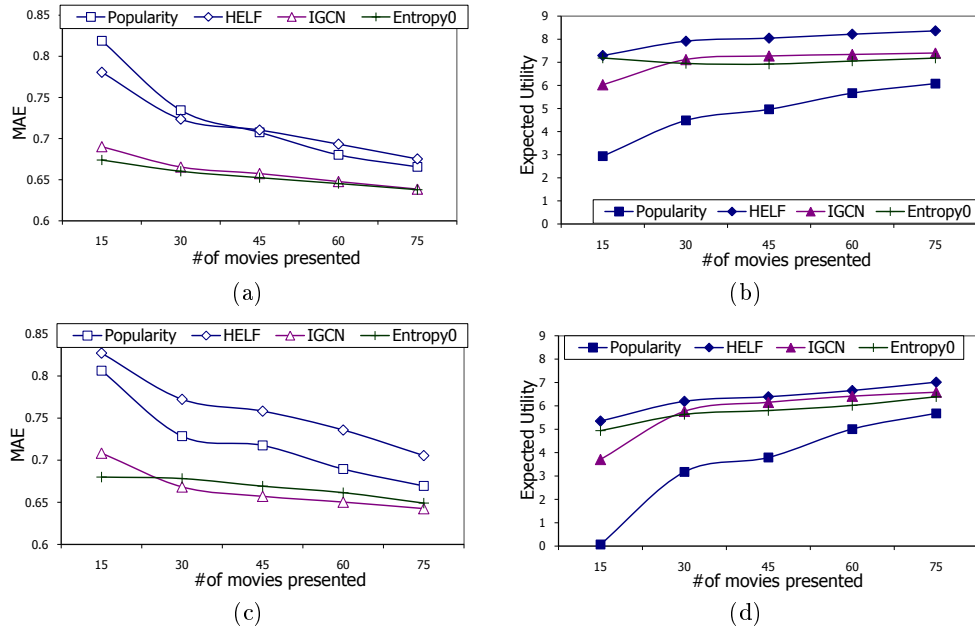 Popularity HELF IGCN Entropy0
0.85
0.8
0.75
0.7
0.65
0.6
MAE
15 30 45 60 75
#of movies presented
(a)
9
8
7
6
5
4
3
2
1
0
Expected Utility
Popularity HELF IGCN Entropy0
15 30 45 60 75
#of movies presented
(b)
Popularity HELF IGCN Entropy0
0.85
0.8
0.75
0.7
0.65
0.6
MAE
15 30 45 60 75
#of movies presented
(c)
Popularity HELF IGCN Entropy0
9
8
7
6
5
4
3
2
1
0
Expected Utility
15 30 45 60 75
#of movies presented
(d)